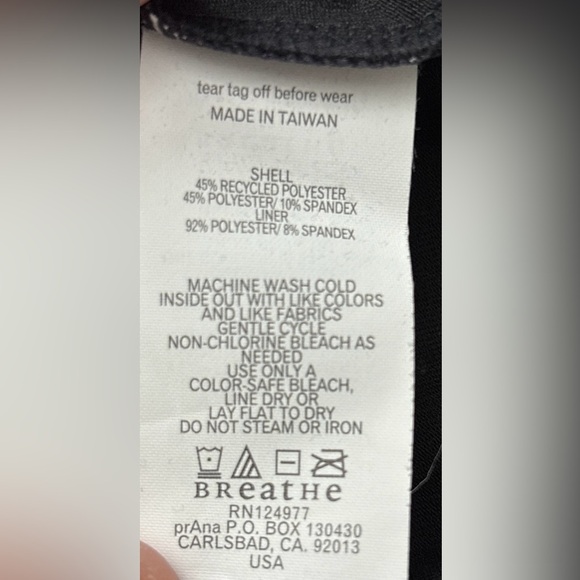 tear tag off before wear
MADE IN TAIWAN
SHELL
45% RECYCLED POLYESTER
45% POLYESTER/ 10% SPANDEX
LINER
92% POLYESTER/ 8% SPANDEX
MACHINE WASH COLD
INSIDE OUT WITH LIKE COLORS
AND LIKE FABRICS
GENTLE CYCLE
NON-CHLORINE BLEACH AS
NEEDED
USE ONLY A
COLOR-SAFE BLEACH,
LINE DRY OR
LAY FLAT TO DRY
DO NOT STEAM OR IRON
BReatHe
RN124977
prAna P.O. BOX 130430
CARLSBAD, CA. 92013
USA